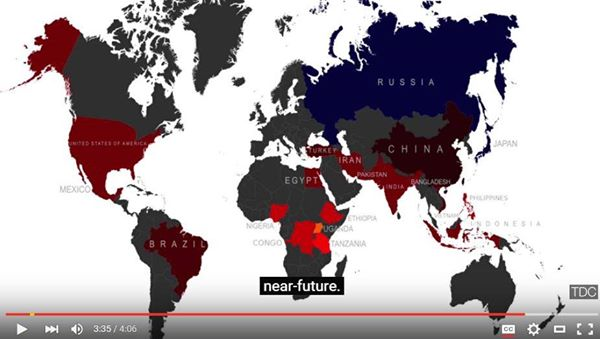 RUSSIA
UNITED STATES OF AMERICA
TURKEY
CHINA
JAPAN
IRAN
EGYPT
PAKISTAN
BANGLADESH
MEXICO
INDIA
PHILIPPINES
VIETNAM
ETHIOPIA
NIGERIA
UGANDA
INDONESIA
BRAZIL
CONGO
TANZANIA
near-future.
TDC
3:35 / 4:06
CC